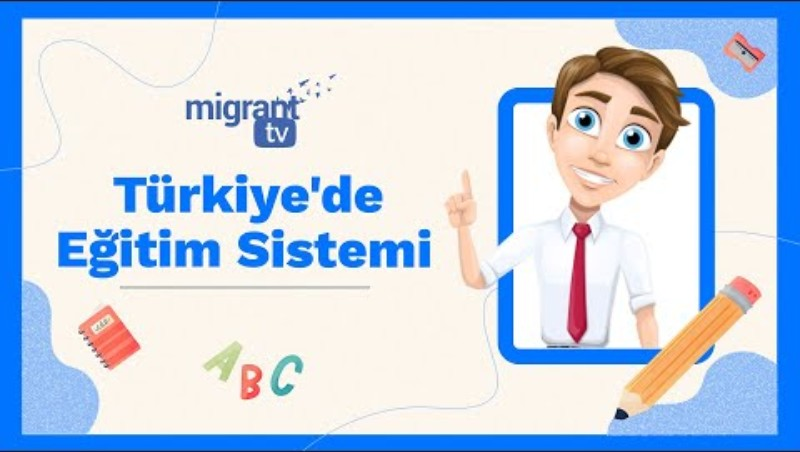 migrant
tv
Türkiye'de
Eğitim Sistemi
A B C